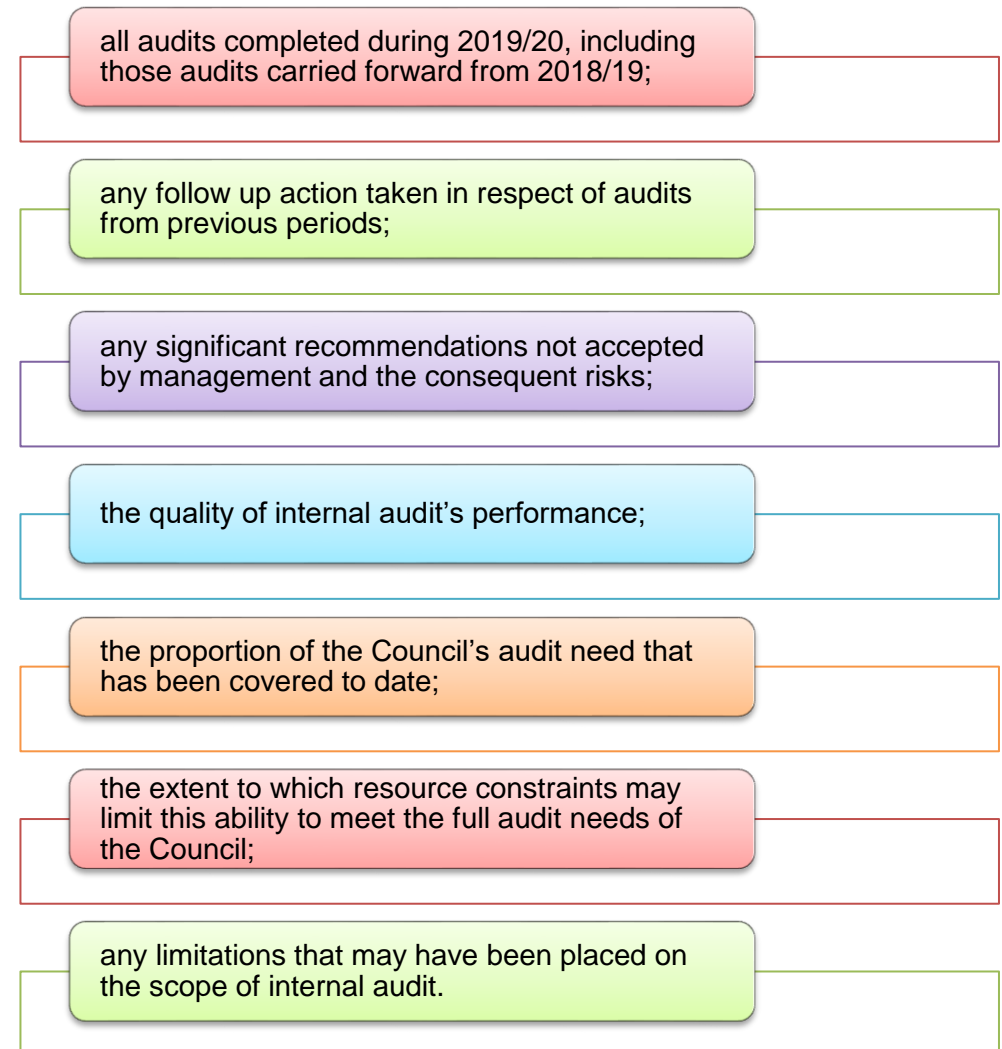 all audits completed during 2019/20, including
those audits carried forward from 2018/19;
any follow up action taken in respect of audits
from previous periods;
any significant recommendations not accepted
by management and the consequent risks;
the quality of internal audit’s performance;
the proportion of the Council’s audit need that
has been covered to date;
the extent to which resource constraints may
limit this ability to meet the full audit needs of
the Council;
any limitations that may have been placed on
the scope of internal audit.